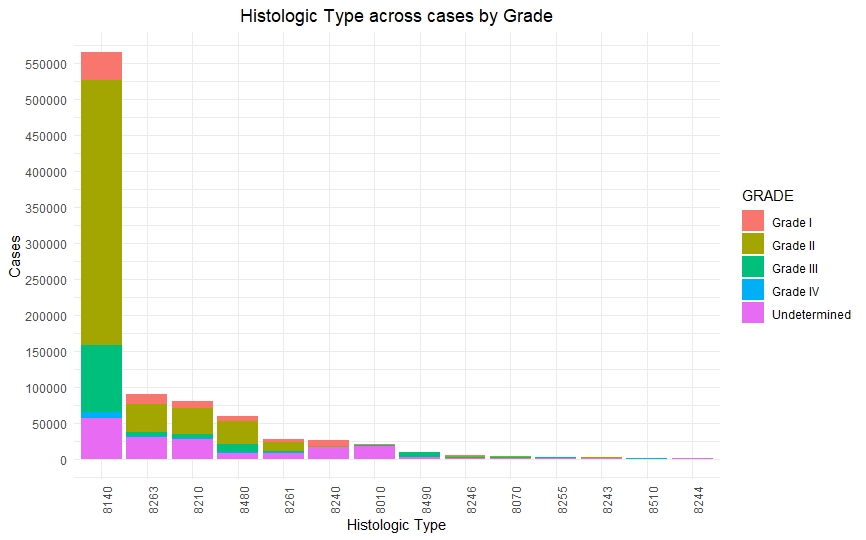 Histologic Type across cases by Grade
Cases
550000
500000
450000
400000
350000
300000
250000
200000
150000
100000
50000
0
8140 8263 8210 8480 8261 8240 8010 8490 8246 8070 8255 8243 8510 8244
Histologic Type
GRADE
Grade I
Grade II
Grade III
Grade IV
Undetermined